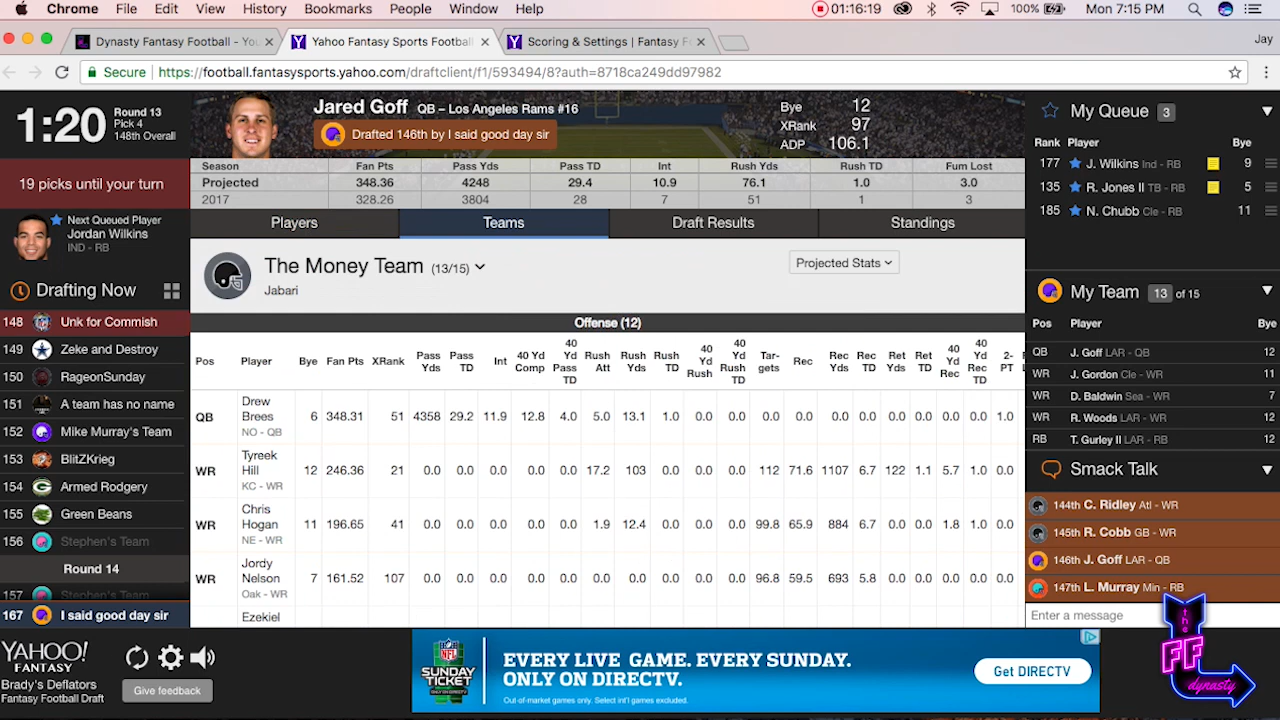 Chrome File Edit View History Bookmarks People Window Help 01:16:19 100% Mon 7:15 PM
Dynasty Fantasy Football - You × Yahoo Fantasy Sports Football × Scoring & Settings | Fantasy F × Jay
Secure https://football.fantasysports.yahoo.com/draftclient/f1/593494/8?auth=8718ca249dd97982
1:20 Round 13
Pick 4
148th Overall
19 picks until your turn
Next Queued Player
Jordan Wilkins
IND - RB
Drafting Now
148 Unk for Commish
149 Zeke and Destroy
150 RageonSunday
151 A team has no name
152 Mike Murray's Team
153 BlitZKrieg
154 Armed Rodgery
155 Green Beans
156 Stephen's Team
Round 14
157 Stephen's Team
167 I said good day sir
Jared Goff QB – Los Angeles Rams #16
Drafted 146th by I said good day sir
Bye 12
XRank 97
ADP 106.1
Season Fan Pts Pass Yds Pass TD Int Rush Yds Rush TD Fum Lost
Projected 348.36 4248 29.4 10.9 76.1 1.0 3.0
2017 328.26 3804 28 7 51 1 3
Players Teams Draft Results Standings
The Money Team (13/15)
Jabari
Projected Stats
Offense (12)
Pos Player Bye Fan Pts XRank Pass Yds Pass TD Int 40 Yd Comp 40 Yd Pass TD Rush Att Rush Yds Rush TD 40 Yd Rush 40 Yd Rush TD Tar-gets Rec Rec Yds Rec TD Ret Yds Ret TD 40 Yd Rec 40 Yd Rec TD 2-PT
QB Drew Brees NO - QB 6 348.31 51 4358 29.2 11.9 12.8 4.0 5.0 13.1 1.0 0.0 0.0 0.0 0.0 0.0 0.0 0.0 0.0 0.0 0.0 1.0
WR Tyreek Hill KC - WR 12 246.36 21 0.0 0.0 0.0 0.0 0.0 17.2 103 0.0 0.0 0.0 112 71.6 1107 6.7 122 1.1 5.7 1.0 0.0
WR Chris Hogan NE - WR 11 196.65 41 0.0 0.0 0.0 0.0 0.0 1.9 12.4 0.0 0.0 0.0 99.8 65.9 884 6.7 0.0 0.0 1.8 1.0 0.0
WR Jordy Nelson Oak - WR 7 161.52 107 0.0 0.0 0.0 0.0 0.0 0.0 0.0 0.0 0.0 0.0 96.8 59.5 693 5.8 0.0 0.0 0.0 0.0 0.0
Ezekiel
My Queue 3
Rank Player Bye
177 J. Wilkins Ind - RB 9
135 R. Jones II TB - RB 5
185 N. Chubb Cle - RB 11
My Team 13 of 15
Pos Player Bye
QB J. Goff LAR - QB 12
WR J. Gordon Cle - WR 11
WR D. Baldwin Sea - WR 7
WR R. Woods LAR - WR 12
RB T. Gurley II LAR - RB 12
Smack Talk
144th C. Ridley Atl - WR
145th R. Cobb GB - WR
146th J. Goff LAR - QB
147th L. Murray Min - RB
Enter a message
YAHOO!
FANTASY
Brady's Deflators
Fantasy Football Draft
Give feedback
NFL
SUNDAY
TICKET
EVERY LIVE GAME. EVERY SUNDAY.
ONLY ON DIRECTV.
Out-of-market games only. Select int'l games excluded.
Get DIRECTV
the
FF
dynasty